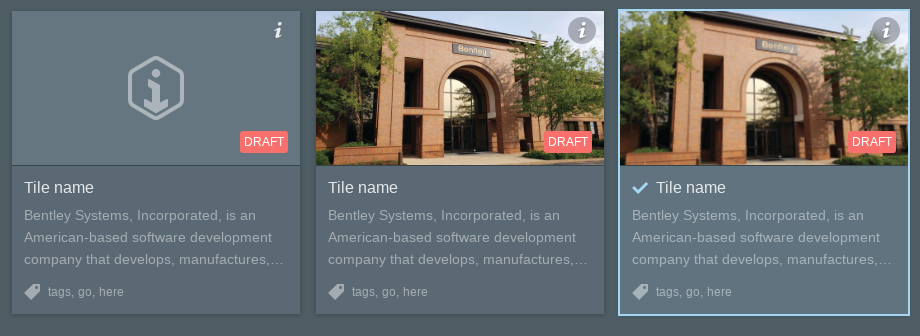 DRAFT
Tile name
Bentley Systems, Incorporated, is an
American-based software development
company that develops, manufactures,...
tags, go, here
Bentley
DRAFT
Tile name
Bentley Systems, Incorporated, is an
American-based software development
company that develops, manufactures,...
tags, go, here
Bentley
DRAFT
Tile name
Bentley Systems, Incorporated, is an
American-based software development
company that develops, manufactures,...
tags, go, here